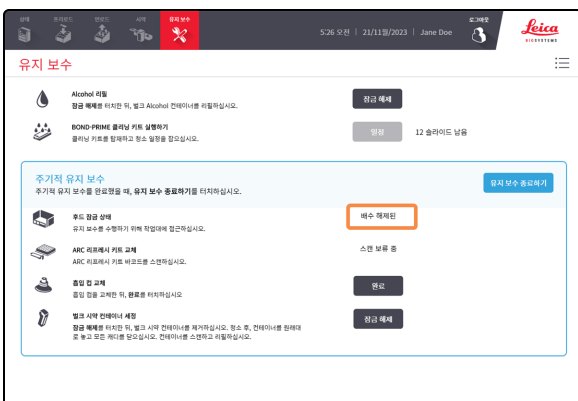 상태
프리로드
언로드
시약
유지 보수
5:26 오전 | 21/11월/2023 | Jane Doe
로그아웃
Leica
BIOSYSTEMS
유지 보수
Alcohol 리필
잠금 해제를 터치한 뒤, 벌크 Alcohol 컨테이너를 리필하십시오.
잠금 해제
BOND-PRIME 클리닝 키트 실행하기
클리닝 키트를 탑재하고 청소 일정을 잡으십시오.
일정
12 슬라이드 남음
주기적 유지 보수
주기적 유지 보수를 완료했을 때, 유지 보수 종료하기를 터치하십시오.
유지 보수 종료하기
후드 잠금 상태
유지 보수를 수행하기 위해 작업대에 접근하십시오.
배수 해제된
ARC 리프레시 키트 교체
ARC 리프레시 키트 바코드를 스캔하십시오.
스캔 보류 중
흡입 컵 교체
흡입 컵을 교체한 뒤, 완료를 터치하십시오
완료
벌크 시약 컨테이너 세정
잠금 해제를 터치한 뒤, 벌크 시약 컨테이너를 제거하십시오. 청소 후, 컨테이너를 원래대
로 놓고 모든 캐디를 닫으십시오. 컨테이너를 스캔하고 리필하십시오.
잠금 해제